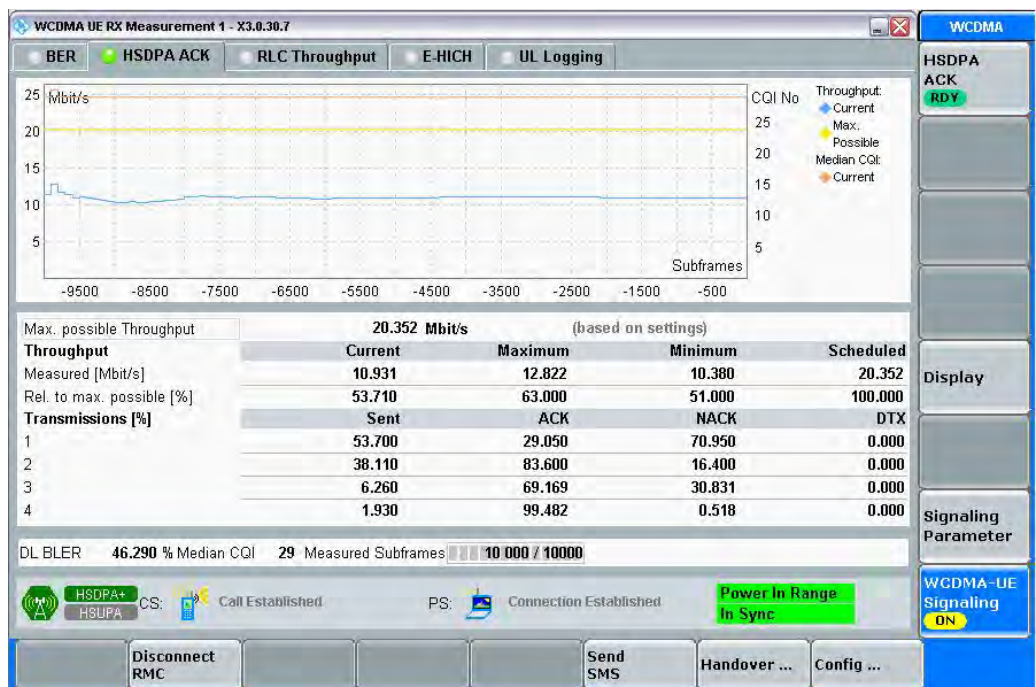 WCDMA UE RX Measurement 1 - X3.0.30.7
WCDMA
BER
HSDPA ACK
RLC Throughput
E-HICH
UL Logging
HSDPA
ACK
RDY
25
Mbit/s
20
15
10
5
CQI No
25
20
15
10
5
Subframes
-9500 -8500 -7500 -6500 -5500 -4500 -3500 -2500 -1500 -500
Throughput:
Current
Max.
Possible
Median CQI:
Current
Max. possible Throughput 20.352 Mbit/s (based on settings)
Throughput Current Maximum Minimum Scheduled
Measured [Mbit/s] 10.931 12.822 10.380 20.352
Rel. to max. possible [%] 53.710 63.000 51.000 100.000
Transmissions [%] Sent ACK NACK DTX
1 53.700 29.050 70.950 0.000
2 38.110 83.600 16.400 0.000
3 6.260 69.169 30.831 0.000
4 1.930 99.482 0.518 0.000
DL BLER 46.290 % Median CQI 29 Measured Subframes 10 000 / 10000
HSDPA+
HSUPA
CS: Call Established
PS: Connection Established
Power In Range
In Sync
Display
Signaling
Parameter
WCDMA-UE
Signaling
ON
Disconnect
RMC
Send
SMS
Handover ...
Config ...